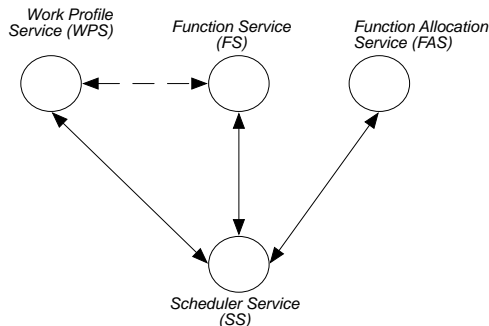 Work Profile
Service (WPS)
Function Service
(FS)
Function Allocation
Service (FAS)
Scheduler Service
(SS)